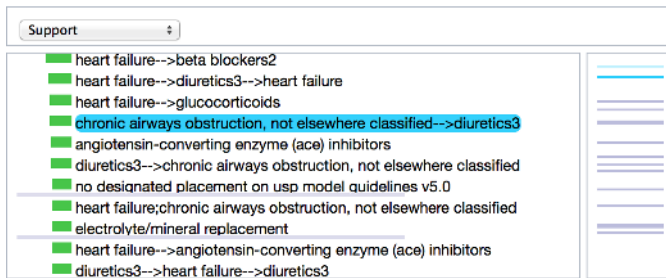 Support
heart failure-->beta blockers2
heart failure-->diuretics3-->heart failure
heart failure-->glucocorticoids
chronic airways obstruction, not elsewhere classified-->diuretics3
angiotensin-converting enzyme (ace) inhibitors
diuretics3-->chronic airways obstruction, not elsewhere classified
no designated placement on usp model guidelines v5.0
heart failure;chronic airways obstruction, not elsewhere classified
electrolyte/mineral replacement
heart failure-->angiotensin-converting enzyme (ace) inhibitors
diuretics3-->heart failure-->diuretics3